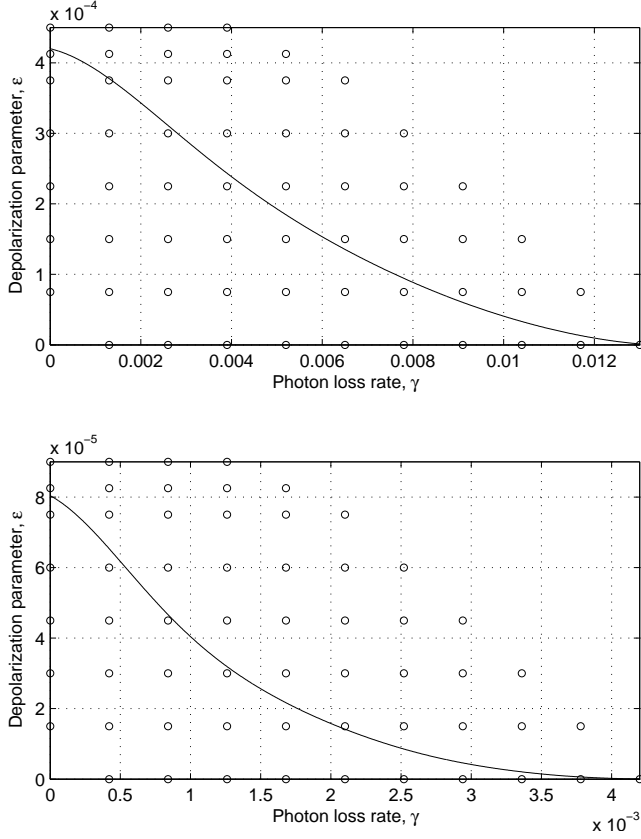 x 10⁻⁴
4
3
2
1
0
Depolarization parameter, ε
0 0.002 0.004 0.006 0.008 0.01 0.012
Photon loss rate, γ
x 10⁻⁵
8
6
4
2
0
Depolarization parameter, ε
0 0.5 1 1.5 2 2.5 3 3.5 4
Photon loss rate, γ
x 10⁻³